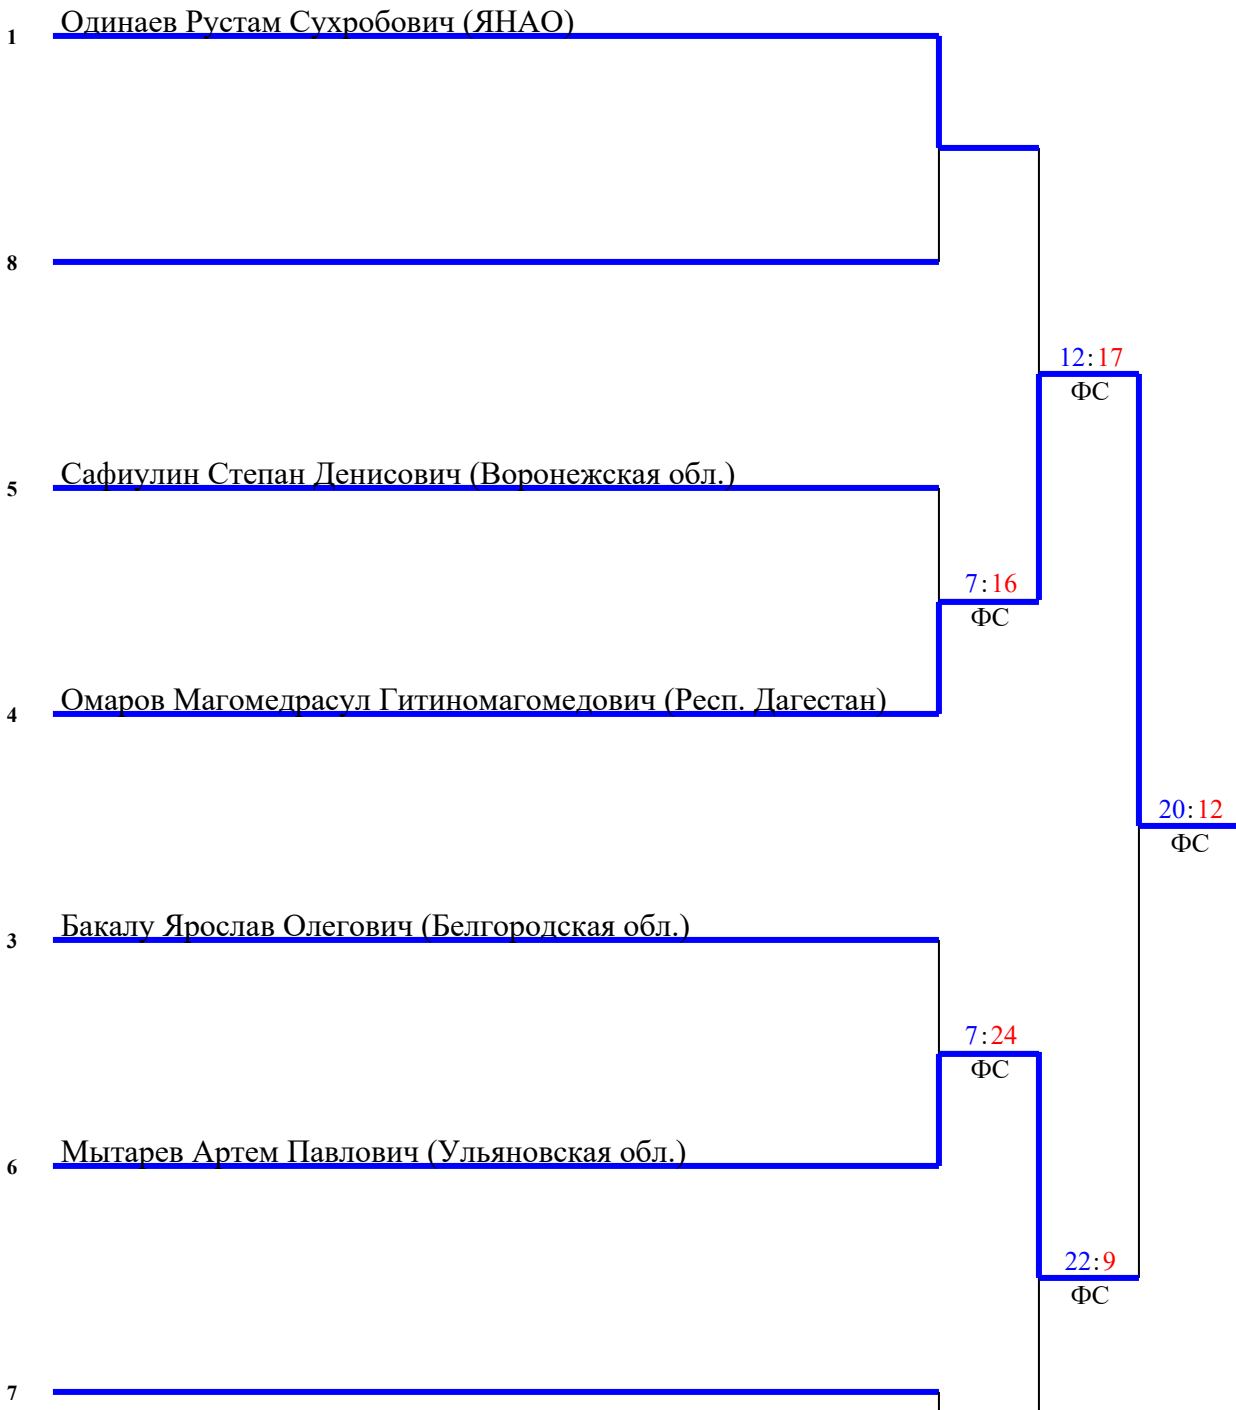 1 Одинаев Рустам Сухробович (ЯНАО)
8
12:17
ФС
5 Сафиулин Степан Денисович (Воронежская обл.)
7:16
ФС
4 Омаров Магомедрасул Гитиномагомедович (Респ. Дагестан)
20:12
ФС
3 Бакалу Ярослав Олегович (Белгородская обл.)
7:24
ФС
6 Мытарев Артем Павлович (Ульяновская обл.)
22:9
ФС
7